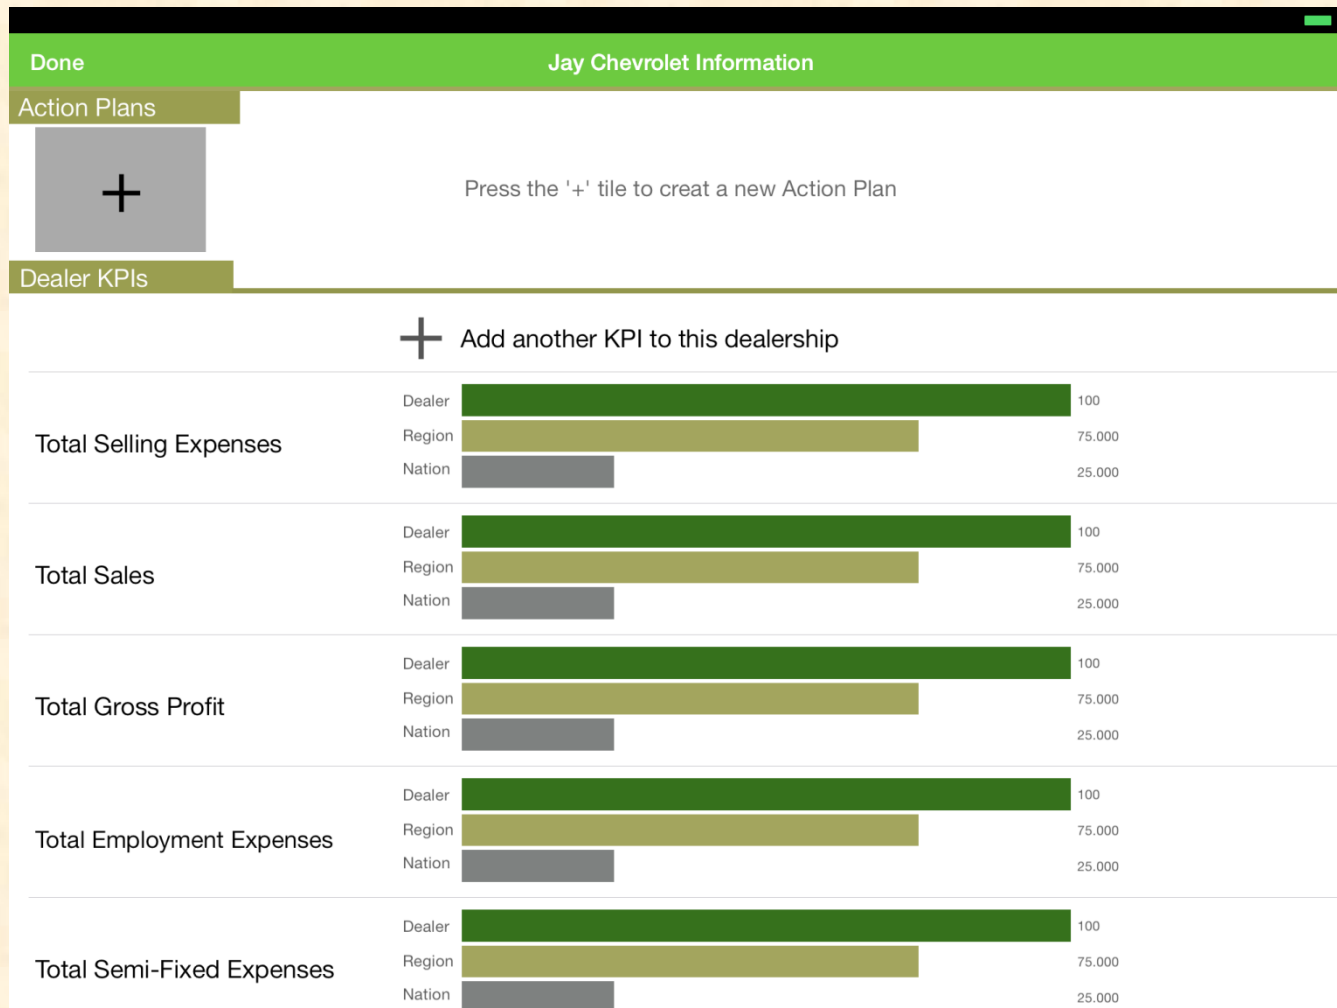 Done
Jay Chevrolet Information
Action Plans
+
Press the '+' tile to creat a new Action Plan
Dealer KPIs
+ Add another KPI to this dealership
Total Selling Expenses
Dealer 100
Region 75.000
Nation 25.000
Total Sales
Dealer 100
Region 75.000
Nation 25.000
Total Gross Profit
Dealer 100
Region 75.000
Nation 25.000
Total Employment Expenses
Dealer 100
Region 75.000
Nation 25.000
Total Semi-Fixed Expenses
Dealer 100
Region 75.000
Nation 25.000